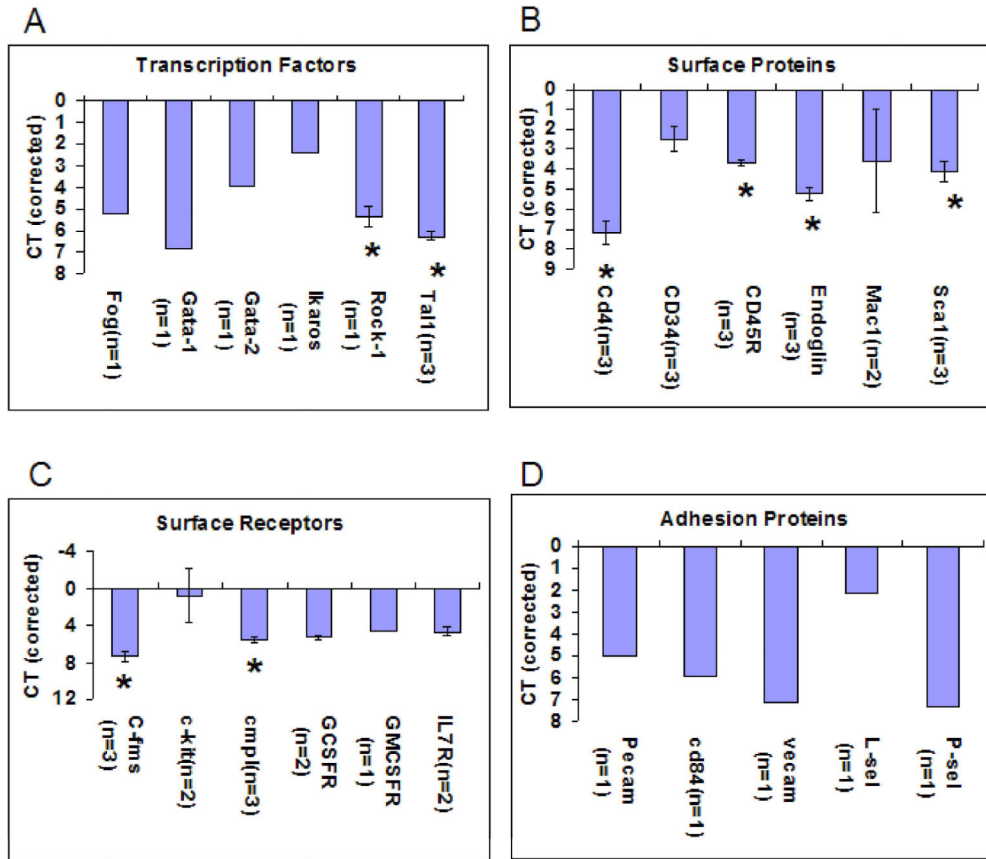 A
Transcription Factors
CT (corrected)
0
1
2
3
4
5
6
7
8
Fog(n=1)
Gata-1
(n=1)
Gata-2
(n=1)
Ikaros
(n=1)
Rock-1
(n=1)
Tal1(n=3)
*
*
B
Surface Proteins
CT (corrected)
0
1
2
3
4
5
6
7
8
9
Cd4(n=3)
CD34(n=3)
CD45R
(n=3)
Endoglin
(n=3)
Mac1(n=2)
Sca1(n=3)
*
*
*
*
C
Surface Receptors
CT (corrected)
-4
0
4
8
12
C-fms
(n=3)
c-kit(n=2)
cmpl(n=3)
GCSFR
(n=2)
GMCSFR
(n=1)
IL7R(n=2)
*
*
D
Adhesion Proteins
CT (corrected)
0
1
2
3
4
5
6
7
8
Pecam
(n=1)
cd84(n=1)
vecam
(n=1)
L-sel
(n=1)
P-sel
(n=1)